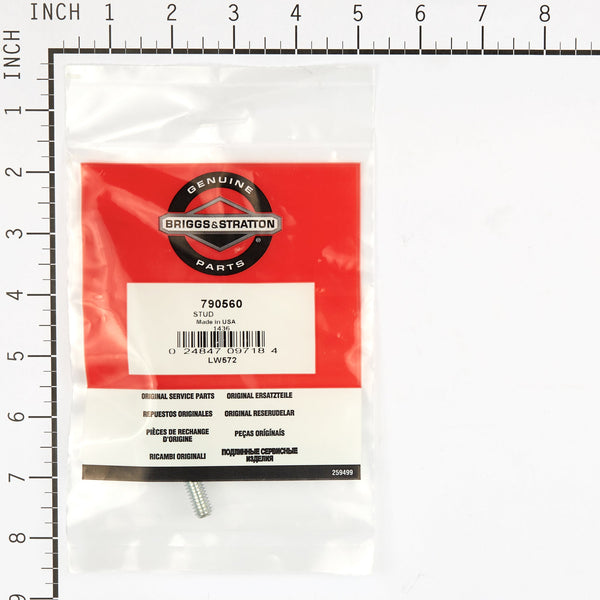 INCH 1 2 3 4 5 6 7 8
INCH
1
2
3
4
5
6
7
8
GENUINE
BRIGGS&STRATTON
®
PARTS
790560
STUD
Made in USA
1436
0 24847 09718 4
LW572
ORIGINAL SERVICE PARTS ORIGINAL ERSATZTEILE
REPUESTOS ORIGINALES ORIGINAL RESERUDELAR
PIÈCES DE RECHANGE
D'ORIGINE
PEÇAS ORÍGÍNAÍS
RICAMBI ORIGINALI
ПОДЛИННЫЕ СЕРВИСНЫЕ
ИЗДЕЛИЯ
259499